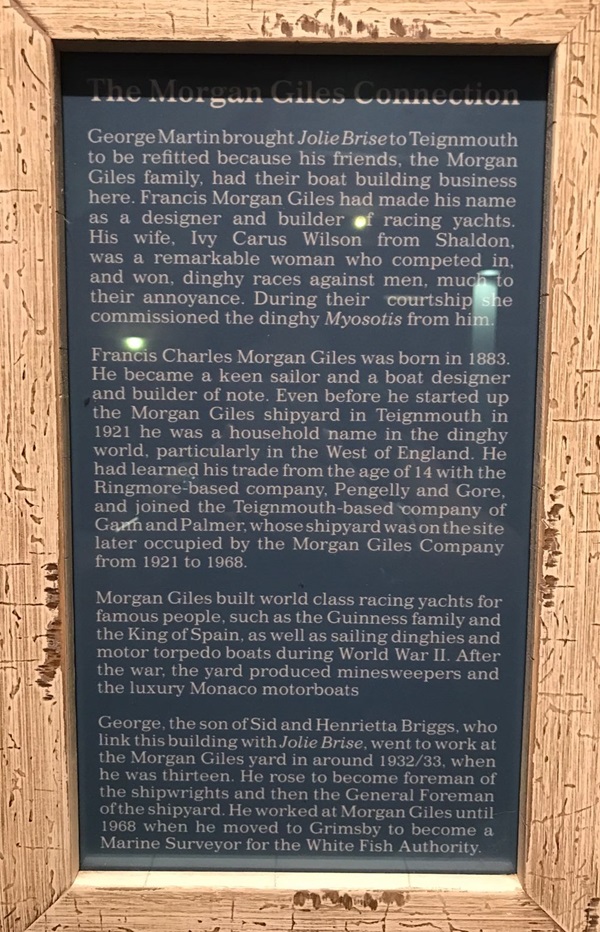 The Morgan Giles Connection
George Martin brought Jolie Brise to Teignmouth
to be refitted because his friends, the Morgan
Giles family, had their boat building business
here. Francis Morgan Giles had made his name
as a designer and builder of racing yachts.
His wife, Ivy Carus Wilson from Shaldon,
was a remarkable woman who competed in,
and won, dinghy races against men, much to
their annoyance. During their courtship she
commissioned the dinghy Myosotis from him.
Francis Charles Morgan Giles was born in 1883.
He became a keen sailor and a boat designer
and builder of note. Even before he started up
the Morgan Giles shipyard in Teignmouth in
1921 he was a household name in the dinghy
world, particularly in the West of England. He
had learned his trade from the age of 14 with the
Ringmore-based company, Pengelly and Gore,
and joined the Teignmouth-based company of
Gann and Palmer, whose shipyard was on the site
later occupied by the Morgan Giles Company
from 1921 to 1968.
Morgan Giles built world class racing yachts for
famous people, such as the Guinness family and
the King of Spain, as well as sailing dinghies and
motor torpedo boats during World War II. After
the war, the yard produced minesweepers and
the luxury Monaco motorboats
George, the son of Sid and Henrietta Briggs, who
link this building with Jolie Brise, went to work at
the Morgan Giles yard in around 1932/33, when
he was thirteen. He rose to become foreman of
the shipwrights and then the General Foreman
of the shipyard. He worked at Morgan Giles until
1968 when he moved to Grimsby to become a
Marine Surveyor for the White Fish Authority.